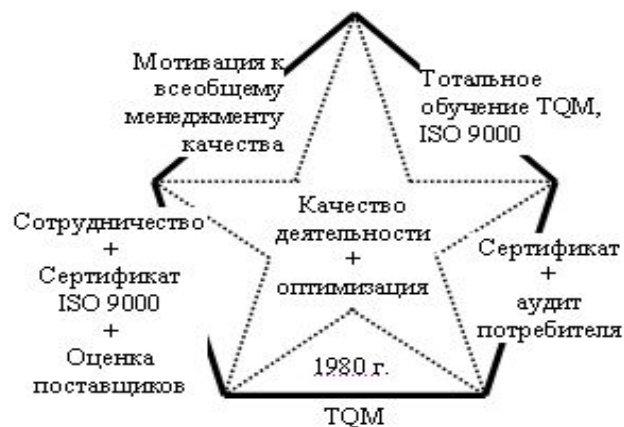 Мотивация к
всеобщему
менеджменту
качества
Тотальное
обучение TQM,
ISO 9000
Сотрудничество
+
Сертификат
ISO 9000
+
Оценка
поставщиков
Качество
деятельности
+
оптимизация
Сертификат
+
аудит
потребителя
1980 г.
TQM